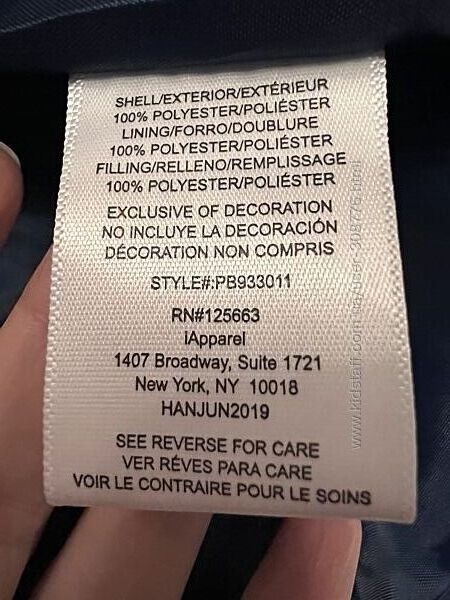 SHELL/EXTERIOR/EXTÉRIEUR
100% POLYESTER/POLIÉSTER
LINING/FORRO/DOUBLURE
100% POLYESTER/POLIÉSTER
FILLING/RELLENO/REMPLISSAGE
100% POLYESTER/POLIÉSTER
EXCLUSIVE OF DECORATION
NO INCLUYE LA DECORACIÓN
DÉCORATION NON COMPRIS
STYLE#:PB933011
RN#125663
iApparel
1407 Broadway, Suite 1721
New York, NY 10018
HANJUN2019
SEE REVERSE FOR CARE
VER RÉVES PARA CARE
VOIR LE CONTRAIRE POUR LE SOINS